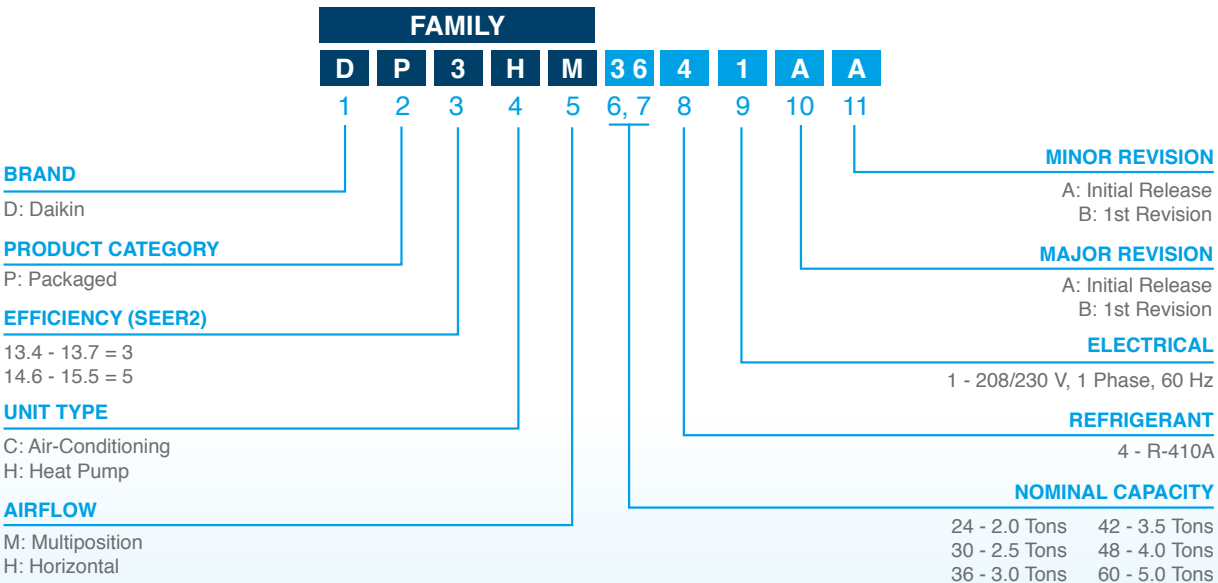 FAMILY
D P 3 H M 36 4 1 A A
1 2 3 4 5 6, 7 8 9 10 11
BRAND
D: Daikin
PRODUCT CATEGORY
P: Packaged
EFFICIENCY (SEER2)
13.4 - 13.7 = 3
14.6 - 15.5 = 5
UNIT TYPE
C: Air-Conditioning
H: Heat Pump
AIRFLOW
M: Multiposition
H: Horizontal
MINOR REVISION
A: Initial Release
B: 1st Revision
MAJOR REVISION
A: Initial Release
B: 1st Revision
ELECTRICAL
1 - 208/230 V, 1 Phase, 60 Hz
REFRIGERANT
4 - R-410A
NOMINAL CAPACITY
24 - 2.0 Tons 42 - 3.5 Tons
30 - 2.5 Tons 48 - 4.0 Tons
36 - 3.0 Tons 60 - 5.0 Tons